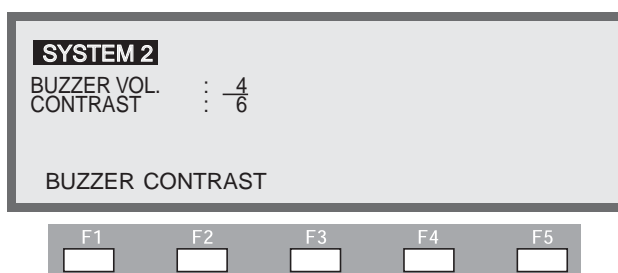 SYSTEM 2
BUZZER VOL. : 4
CONTRAST : 6
BUZZER CONTRAST
F1 F2 F3 F4 F5